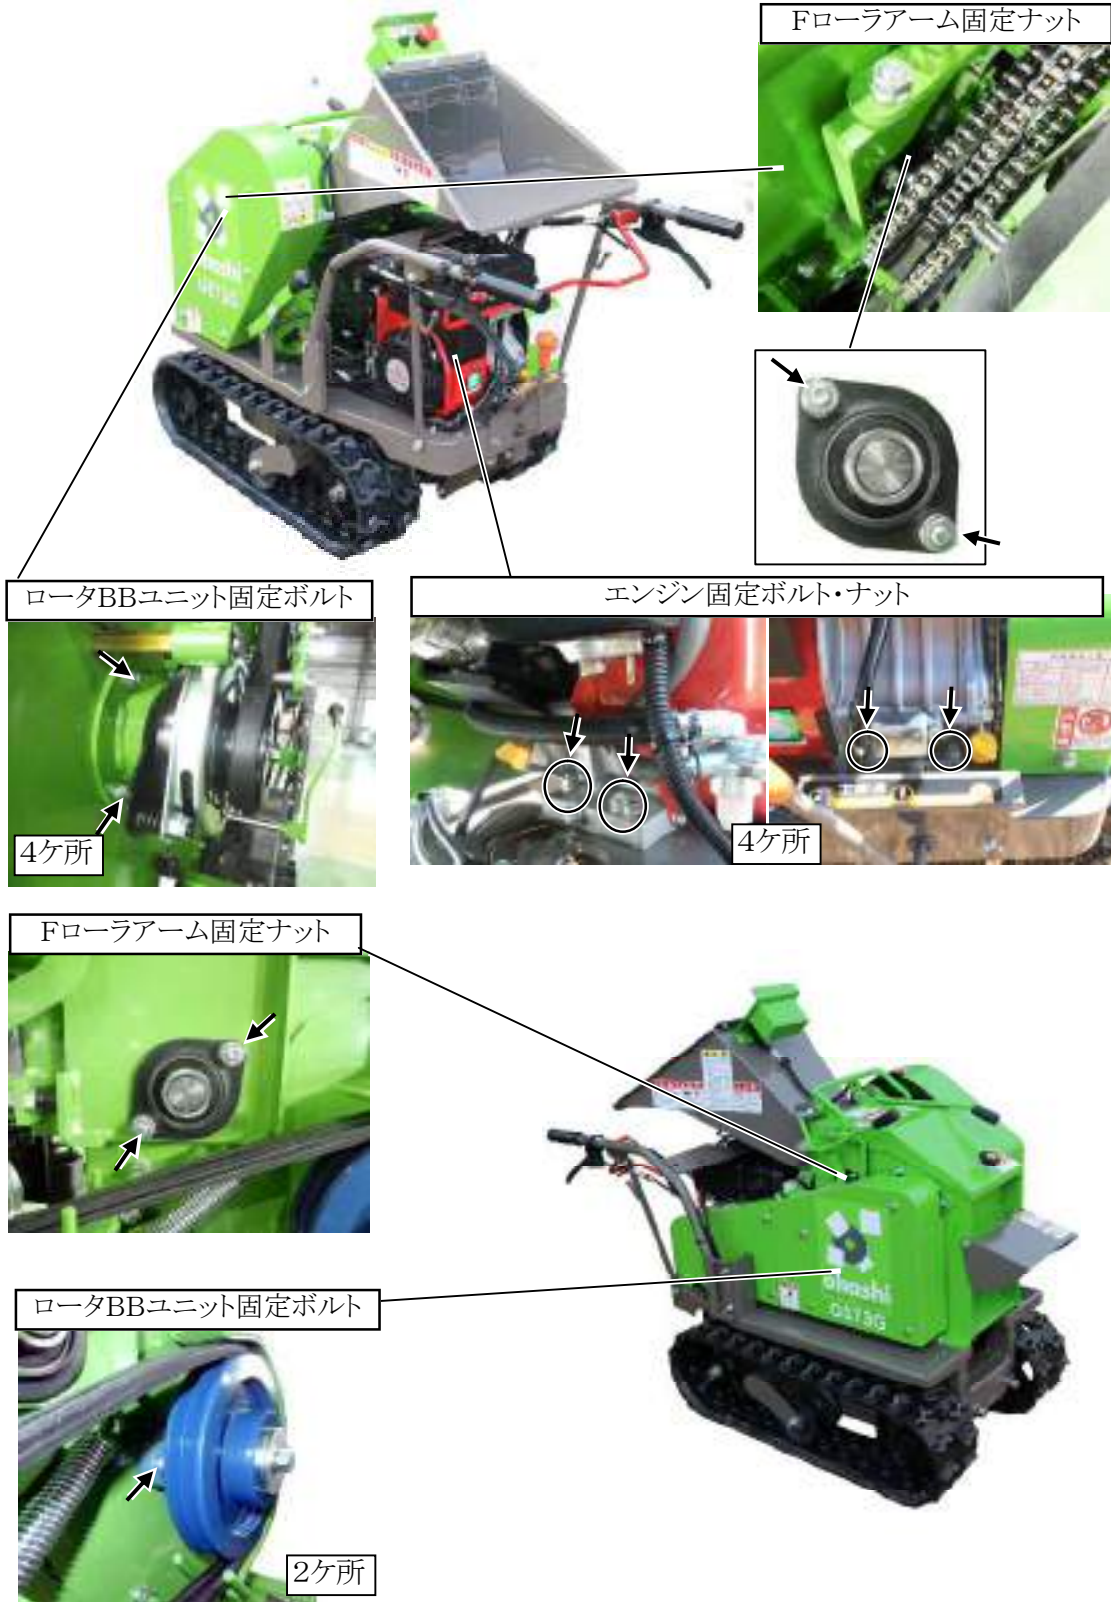 Fローラアーム固定ナット
ロータBBユニット固定ボルト
4ケ所
エンジン固定ボルト・ナット
4ケ所
Fローラアーム固定ナット
ohashi
GS173G
ロータBBユニット固定ボルト
2ケ所